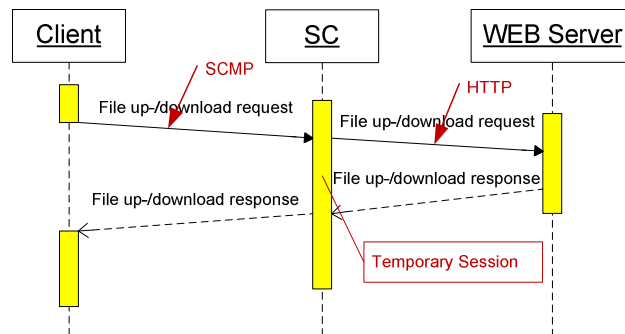 Client
SC
WEB Server
SCMP
HTTP
File up-/download request
File up-/download request
File up-/download response
File up-/download response
Temporary Session